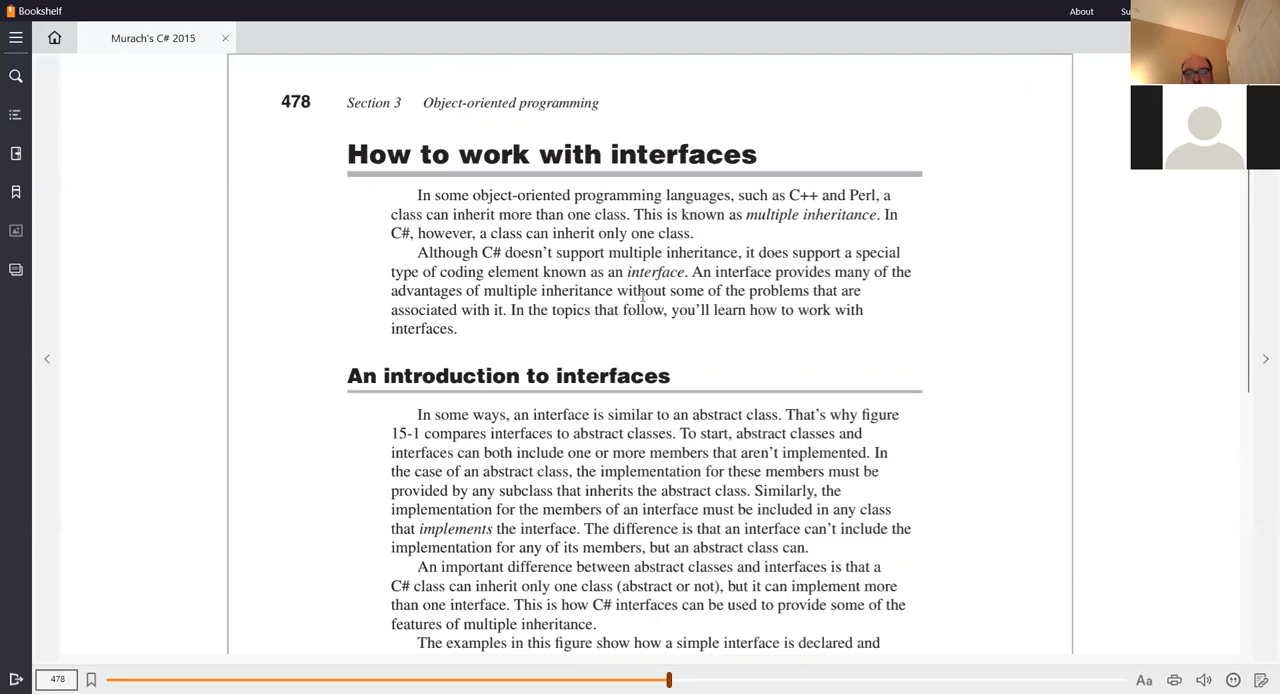 Bookshelf
About
Murach's C# 2015
478 Section 3 Object-oriented programming
How to work with interfaces
In some object-oriented programming languages, such as C++ and Perl, a
class can inherit more than one class. This is known as multiple inheritance. In
C#, however, a class can inherit only one class.
Although C# doesn't support multiple inheritance, it does support a special
type of coding element known as an interface. An interface provides many of the
advantages of multiple inheritance without some of the problems that are
associated with it. In the topics that follow, you'll learn how to work with
interfaces.
An introduction to interfaces
In some ways, an interface is similar to an abstract class. That's why figure
15-1 compares interfaces to abstract classes. To start, abstract classes and
interfaces can both include one or more members that aren't implemented. In
the case of an abstract class, the implementation for these members must be
provided by any subclass that inherits the abstract class. Similarly, the
implementation for the members of an interface must be included in any class
that implements the interface. The difference is that an interface can't include the
implementation for any of its members, but an abstract class can.
An important difference between abstract classes and interfaces is that a
C# class can inherit only one class (abstract or not), but it can implement more
than one interface. This is how C# interfaces can be used to provide some of the
features of multiple inheritance.
The examples in this figure show how a simple interface is declared and
478
Aa